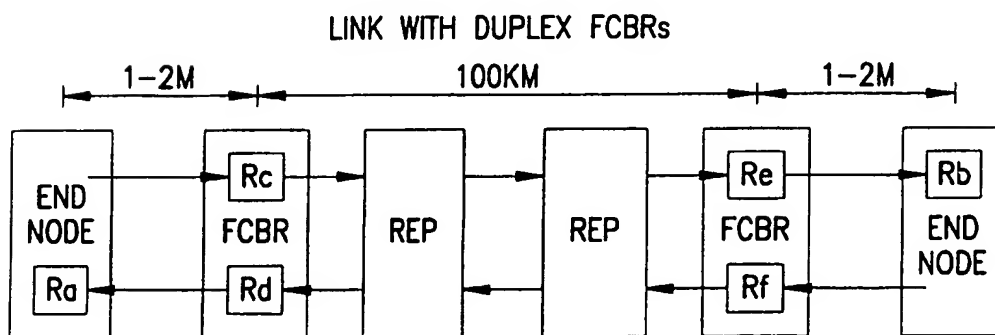 LINK WITH DUPLEX FCBRs
1-2M 100KM 1-2M
Rc Re Rb
END NODE FCBR REP REP FCBR END NODE
Ra Rd Rf